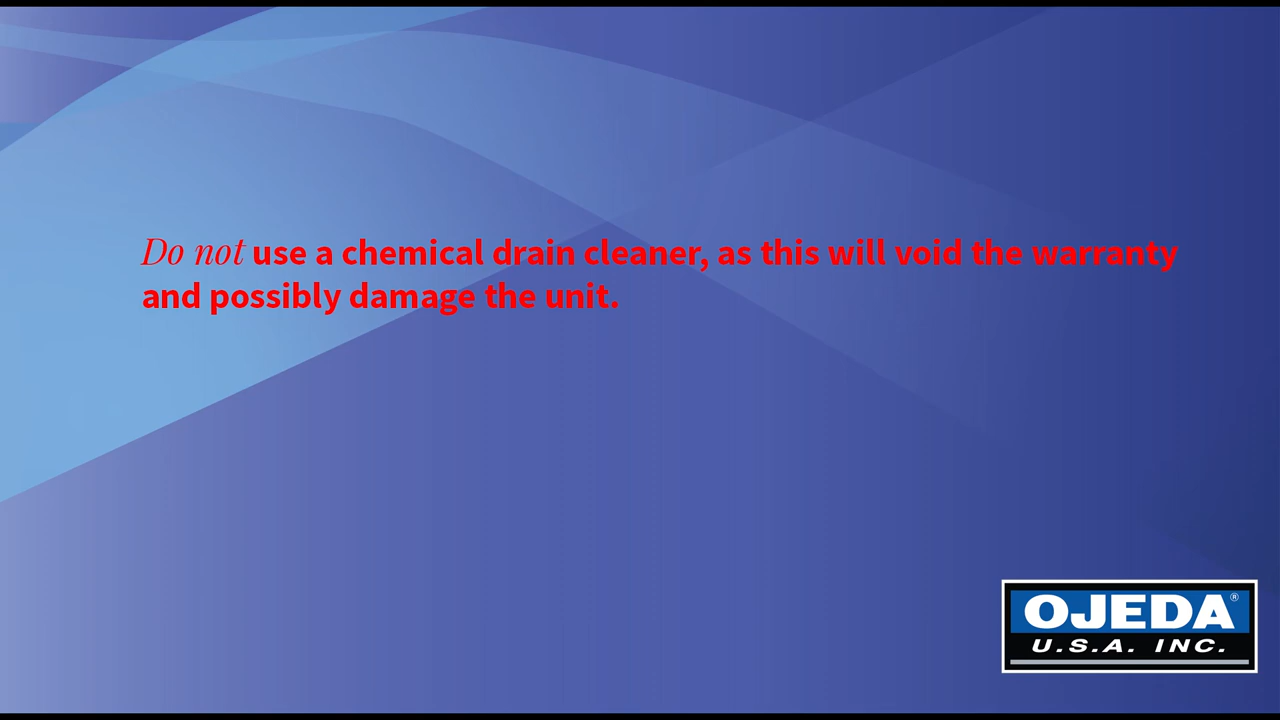 Do not use a chemical drain cleaner, as this will void the warranty
and possibly damage the unit.
OJEDA®
U.S.A. INC.